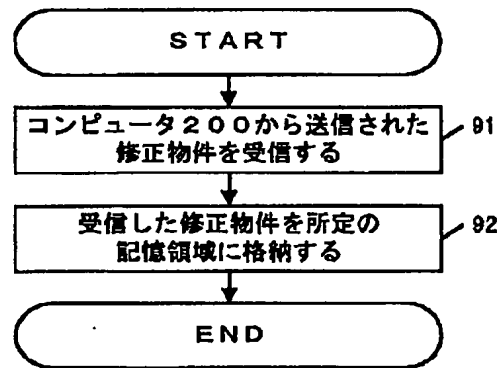 START
コンピュータ200から送信された
修正物件を受信する
91
受信した修正物件を所定の
記憶領域に格納する
92
END